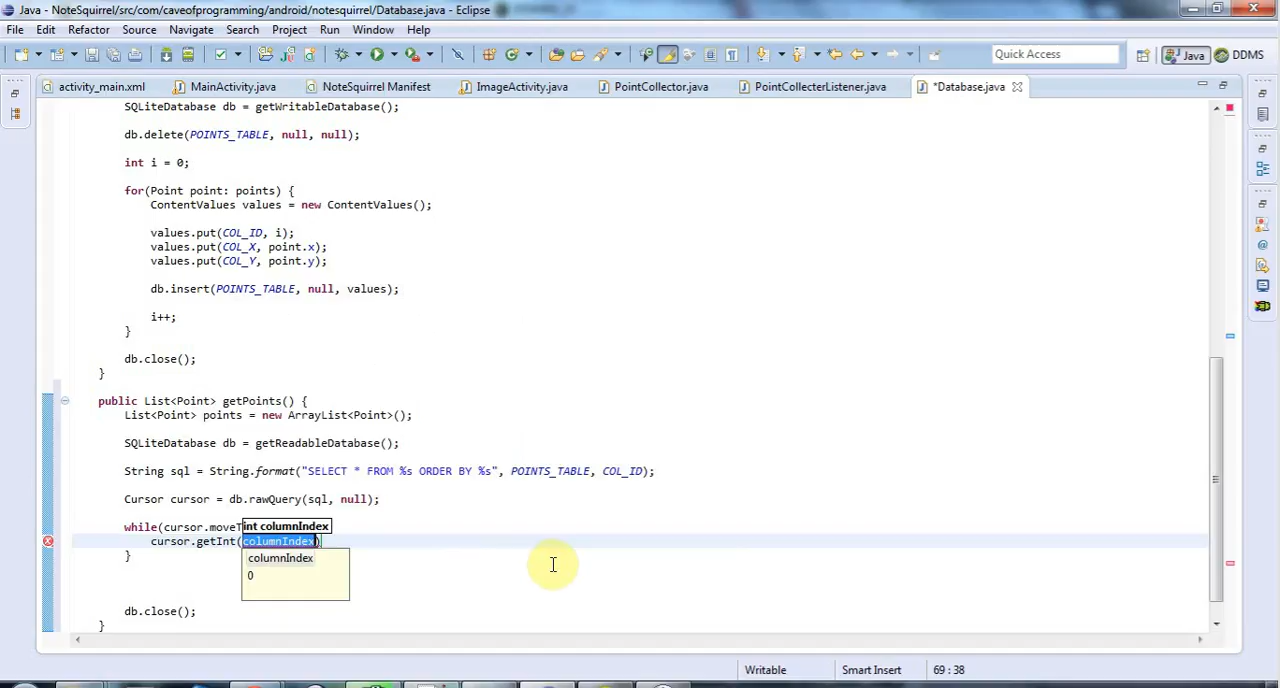 Java - NoteSquirrel/src/com/caveofprogramming/android/notesquirrel/Database.java - Eclipse
File Edit Refactor Source Navigate Search Project Run Window Help
Quick Access Java DDMS
activity_main.xml MainActivity.java NoteSquirrel Manifest ImageActivity.java PointCollector.java PointCollecterListener.java *Database.java
SQLiteDatabase db = getWritableDatabase();
db.delete(POINTS_TABLE, null, null);
int i = 0;
for(Point point: points) {
ContentValues values = new ContentValues();
values.put(COL_ID, i);
values.put(COL_X, point.x);
values.put(COL_Y, point.y);
db.insert(POINTS_TABLE, null, values);
i++;
}
db.close();
}
public List<Point> getPoints() {
List<Point> points = new ArrayList<Point>();
SQLiteDatabase db = getReadableDatabase();
String sql = String.format("SELECT * FROM %s ORDER BY %s", POINTS_TABLE, COL_ID);
Cursor cursor = db.rawQuery(sql, null);
while(cursor.moveT int columnIndex
cursor.getInt(columnIndex)
} columnIndex
0
db.close();
}
Writable Smart Insert 69 : 38